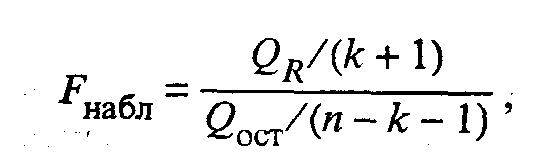 F_набл = (Q_R/(k + 1)) / (Q_ост/(n − k − 1)) ,